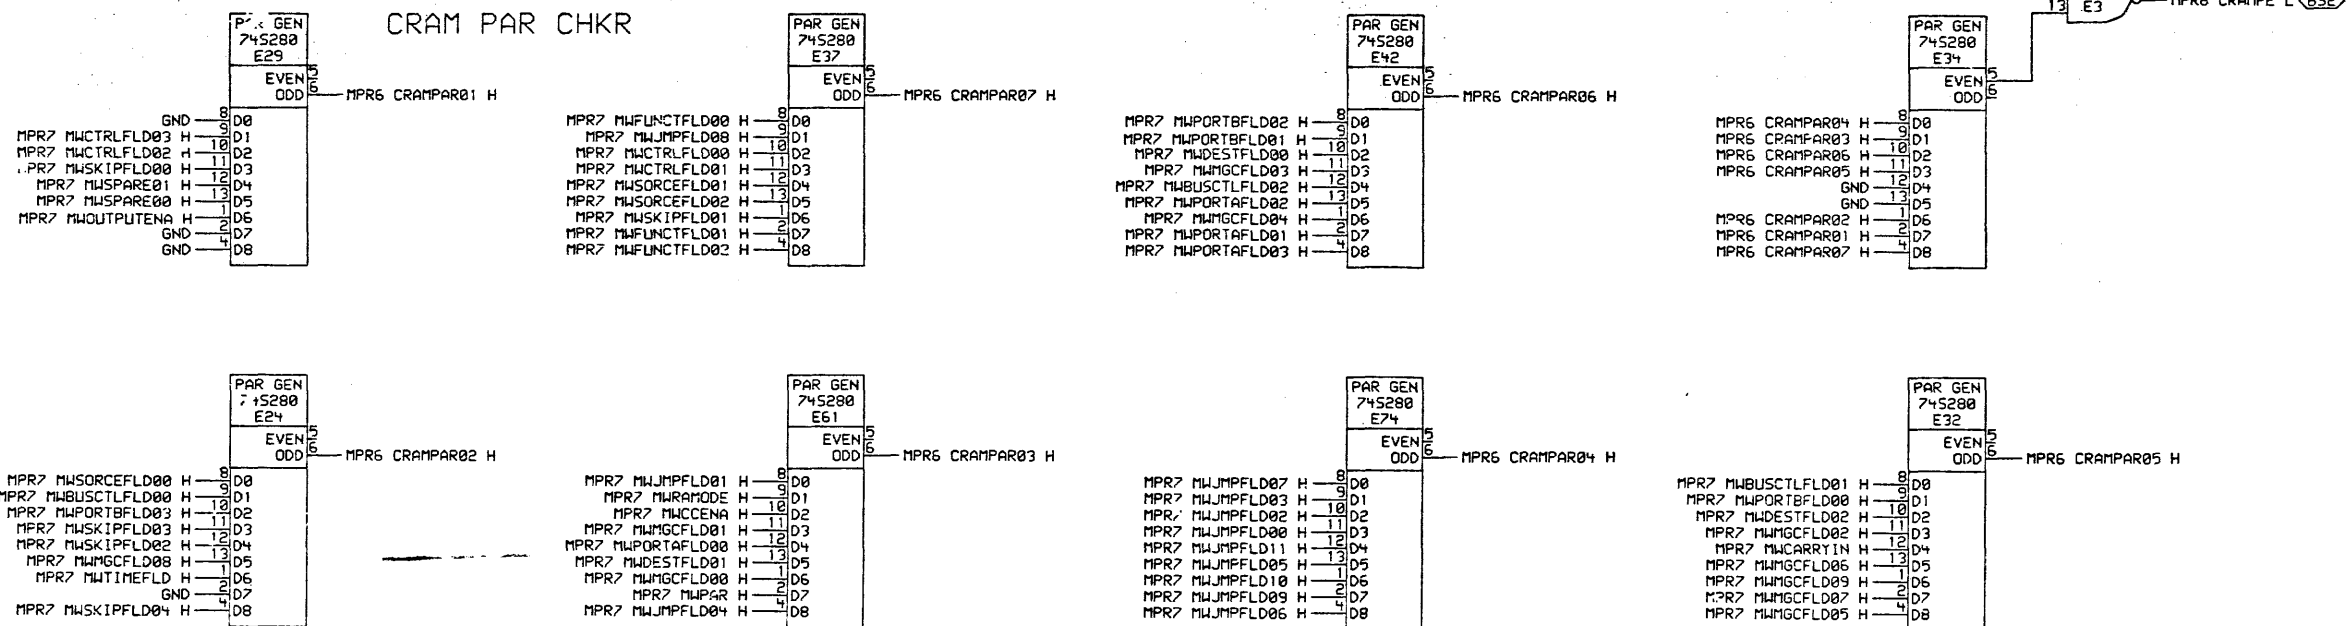 CRAM PAR CHKR
GEN
74S280
E29
EVEN 5
ODD 6 MPR6 CRAMPAR01 H
GND 8 D0
MPR7 MWCTRLFLD03 H 9 D1
MPR7 MWCTRLFLD02 H 10 D2
PR7 MWSKIPFLD00 H 11 D3
MPR7 MWSPARE01 H 12 D4
MPR7 MWSPARE00 H 13 D5
MPR7 MWOUTPUTENA H 1 D6
GND 2 D7
GND 4 D8
PAR GEN
74S280
E37
EVEN 5
ODD 6 MPR6 CRAMPAR07 H
MPR7 MWFUNCTFLD00 H 8 D0
MPR7 MWJMPFLD08 H 9 D1
MPR7 MWCTRLFLD00 H 10 D2
MPR7 MWCTRLFLD01 H 11 D3
MPR7 MWSORCEFLD01 H 12 D4
MPR7 MWSORCEFLD02 H 13 D5
MPR7 MWSKIPFLD01 H 1 D6
MPR7 MWFUNCTFLD01 H 2 D7
MPR7 MWFUNCTFLD02 H 4 D8
PAR GEN
74S280
E42
EVEN 5
ODD 6 MPR6 CRAMPAR06 H
MPR7 MWPORTBFLD02 H 8 D0
MPR7 MWPORTBFLD01 H 9 D1
MPR7 MWDESTFLD00 H 10 D2
MPR7 MWMGCFLD03 H 11 D3
MPR7 MWBUSCTLFLD02 H 12 D4
MPR7 MWPORTAFLD02 H 13 D5
MPR7 MWMGCFLD04 H 1 D6
MPR7 MWPORTAFLD01 H 2 D7
MPR7 MWPORTAFLD03 H 4 D8
13 E3 MPR6 CRAMPE L B5E
PAR GEN
74S280
E34
EVEN 5
ODD 6
MPR6 CRAMPAR04 H 8 D0
MPR6 CRAMPAR03 H 9 D1
MPR6 CRAMPAR06 H 10 D2
MPR6 CRAMPAR05 H 11 D3
GND 12 D4
GND 13 D5
MPR6 CRAMPAR02 H 1 D6
MPR6 CRAMPAR01 H 2 D7
MPR6 CRAMPAR07 H 4 D8
PAR GEN
74S280
E24
EVEN 5
ODD 6 MPR6 CRAMPAR02 H
MPR7 MWSORCEFLD00 H 8 D0
MPR7 MWBUSCTLFLD00 H 9 D1
MPR7 MWPORTBFLD03 H 10 D2
MPR7 MWSKIPFLD03 H 11 D3
MPR7 MWSKIPFLD02 H 12 D4
MPR7 MWMGCFLD08 H 13 D5
MPR7 MWTIMEFLD H 1 D6
GND 2 D7
MPR7 MWSKIPFLD04 H 4 D8
PAR GEN
74S280
E61
EVEN 5
ODD 6 MPR6 CRAMPAR03 H
MPR7 MWJMPFLD01 H 8 D0
MPR7 MWRAMODE H 9 D1
MPR7 MWCCENA H 10 D2
MPR7 MWMGCFLD01 H 11 D3
MPR7 MWPORTAFLD00 H 12 D4
MPR7 MWDESTFLD01 H 13 D5
MPR7 MWMGCFLD00 H 1 D6
MPR7 MWPAR H 2 D7
MPR7 MWJMPFLD04 H 4 D8
PAR GEN
74S280
E74
EVEN 5
ODD 6 MPR6 CRAMPAR04 H
MPR7 MWJMPFLD07 H 8 D0
MPR7 MWJMPFLD03 H 9 D1
MPR7 MWJMPFLD02 H 10 D2
MPR7 MWJMPFLD00 H 11 D3
MPR7 MWJMPFLD11 H 12 D4
MPR7 MWJMPFLD05 H 13 D5
MPR7 MWJMPFLD10 H 1 D6
MPR7 MWJMPFLD09 H 2 D7
MPR7 MWJMPFLD06 H 4 D8
PAR GEN
74S280
E32
EVEN 5
ODD 6 MPR6 CRAMPAR05 H
MPR7 MWBUSCTLFLD01 H 8 D0
MPR7 MWPORTBFLD00 H 9 D1
MPR7 MWDESTFLD02 H 10 D2
MPR7 MWMGCFLD02 H 11 D3
MPR7 MWCARRYIN H 12 D4
MPR7 MWMGCFLD06 H 13 D5
MPR7 MWMGCFLD09 H 1 D6
MPR7 MWMGCFLD07 H 2 D7
MPR7 MWMGCFLD05 H 4 D8